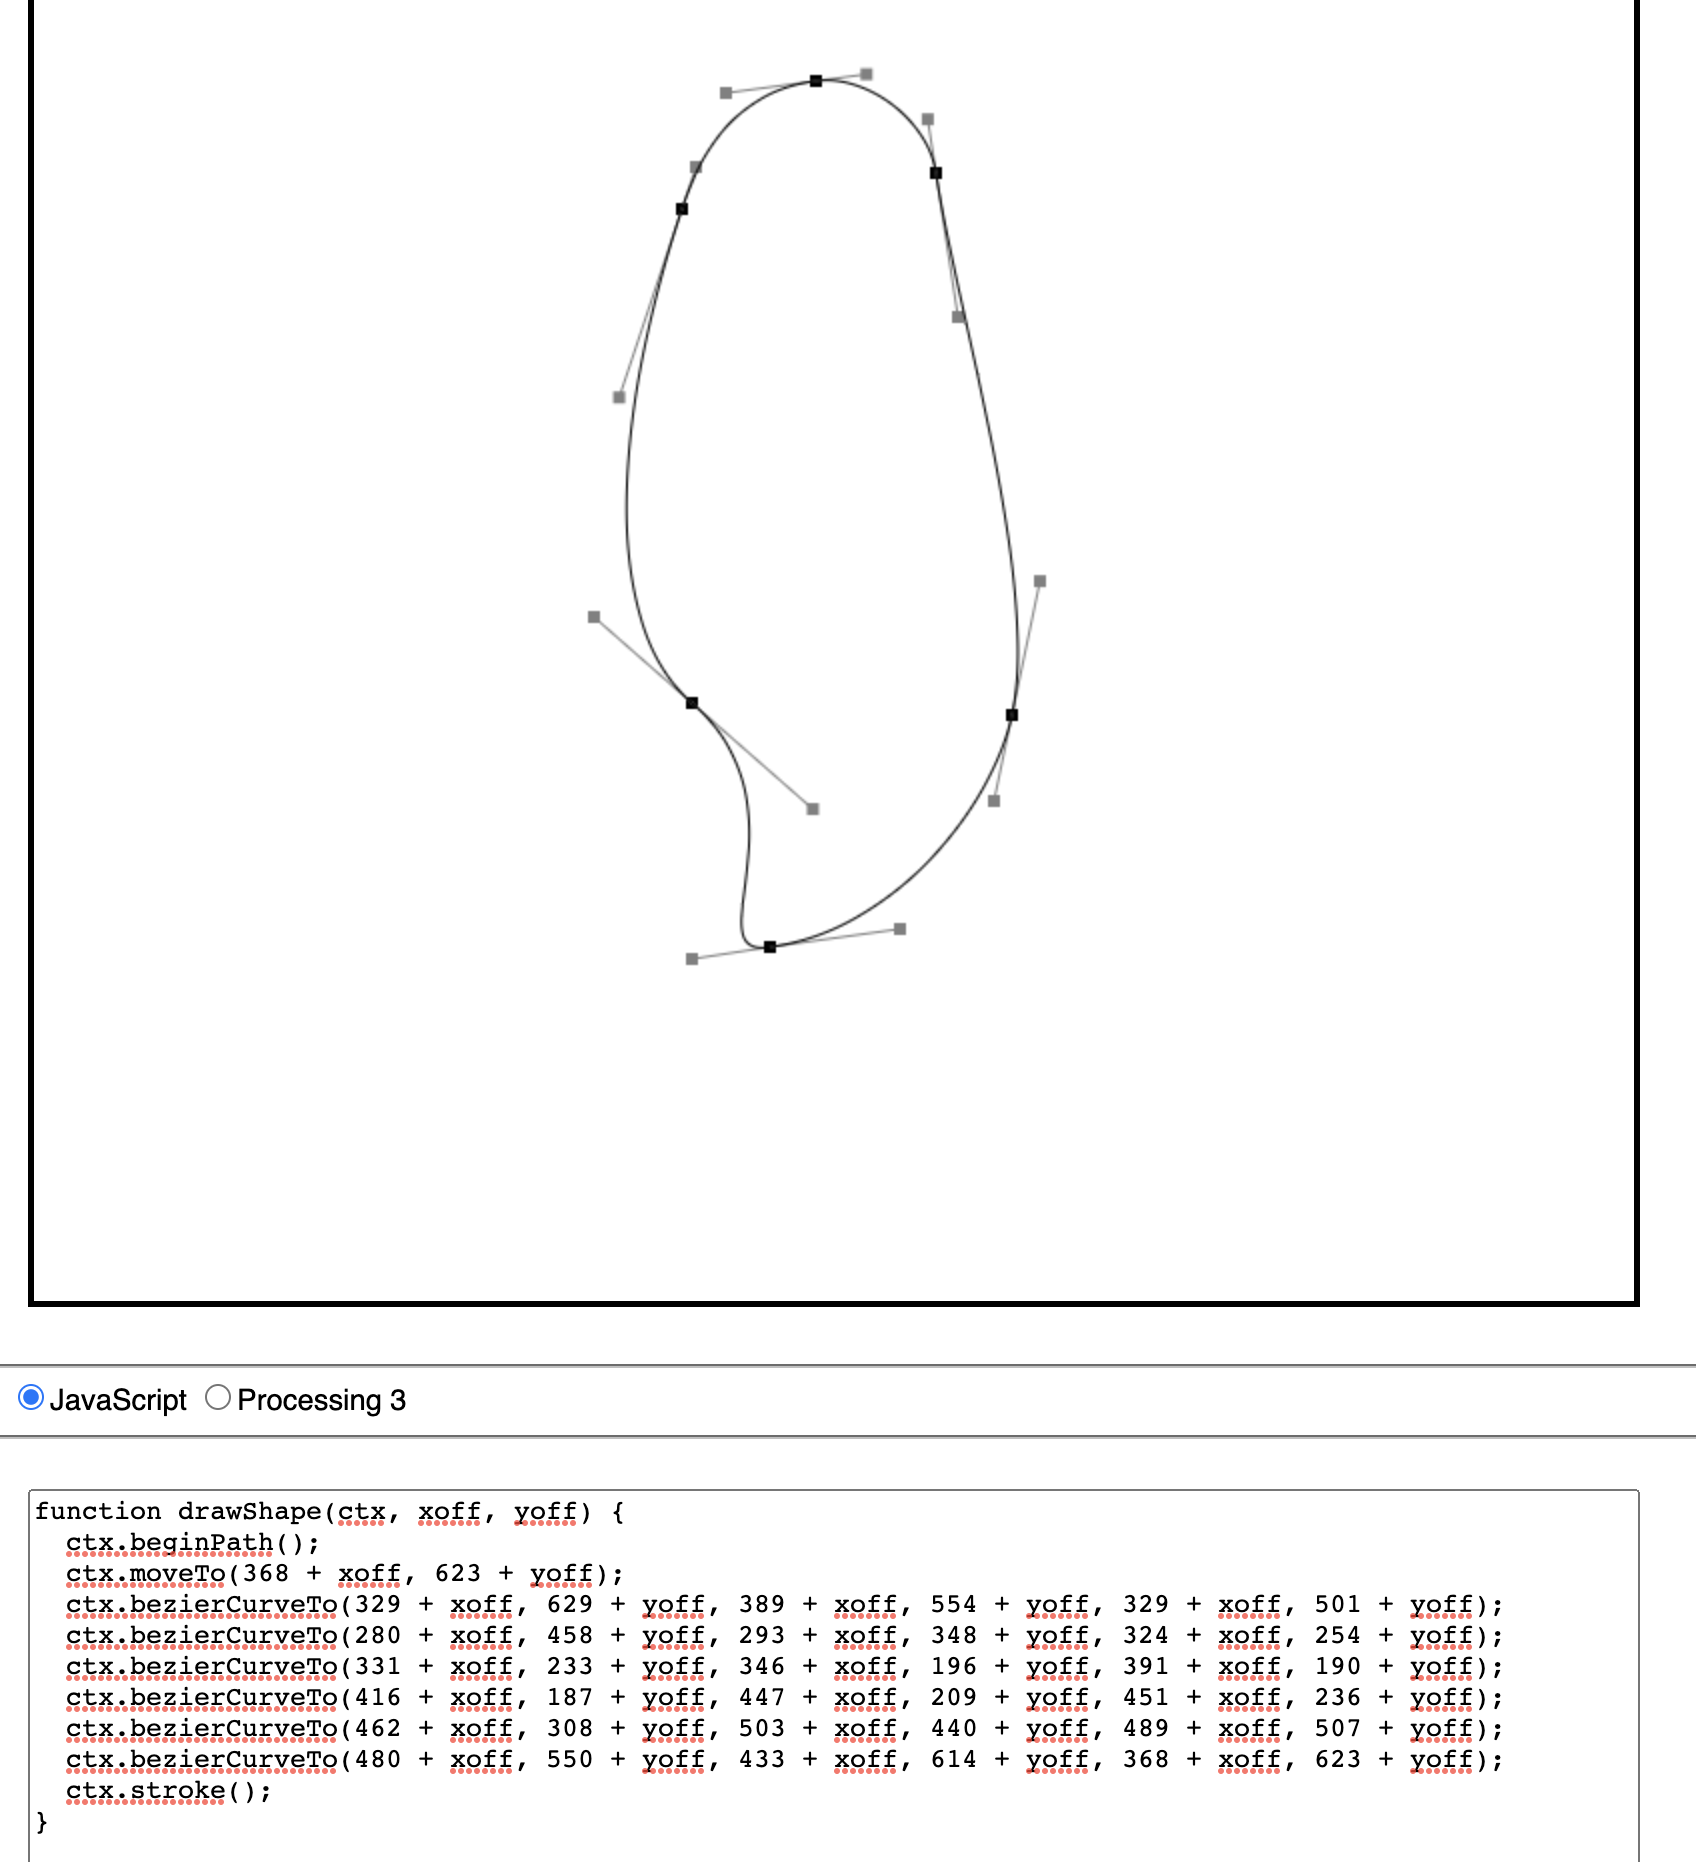 JavaScript Processing 3
function drawShape(ctx, xoff, yoff) {
  ctx.beginPath();
  ctx.moveTo(368 + xoff, 623 + yoff);
  ctx.bezierCurveTo(329 + xoff, 629 + yoff, 389 + xoff, 554 + yoff, 329 + xoff, 501 + yoff);
  ctx.bezierCurveTo(280 + xoff, 458 + yoff, 293 + xoff, 348 + yoff, 324 + xoff, 254 + yoff);
  ctx.bezierCurveTo(331 + xoff, 233 + yoff, 346 + xoff, 196 + yoff, 391 + xoff, 190 + yoff);
  ctx.bezierCurveTo(416 + xoff, 187 + yoff, 447 + xoff, 209 + yoff, 451 + xoff, 236 + yoff);
  ctx.bezierCurveTo(462 + xoff, 308 + yoff, 503 + xoff, 440 + yoff, 489 + xoff, 507 + yoff);
  ctx.bezierCurveTo(480 + xoff, 550 + yoff, 433 + xoff, 614 + yoff, 368 + xoff, 623 + yoff);
  ctx.stroke();
}